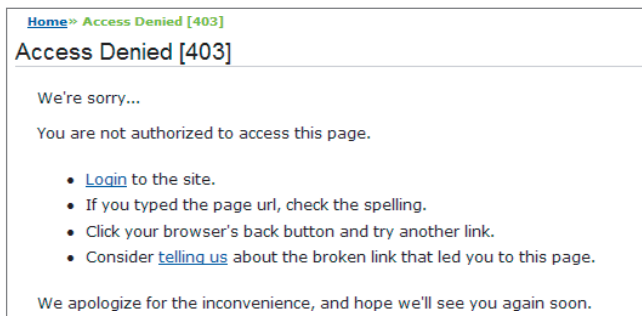 Home» Access Denied [403]
Access Denied [403]
We're sorry...
You are not authorized to access this page.
• Login to the site.
• If you typed the page url, check the spelling.
• Click your browser's back button and try another link.
• Consider telling us about the broken link that led you to this page.
We apologize for the inconvenience, and hope we'll see you again soon.